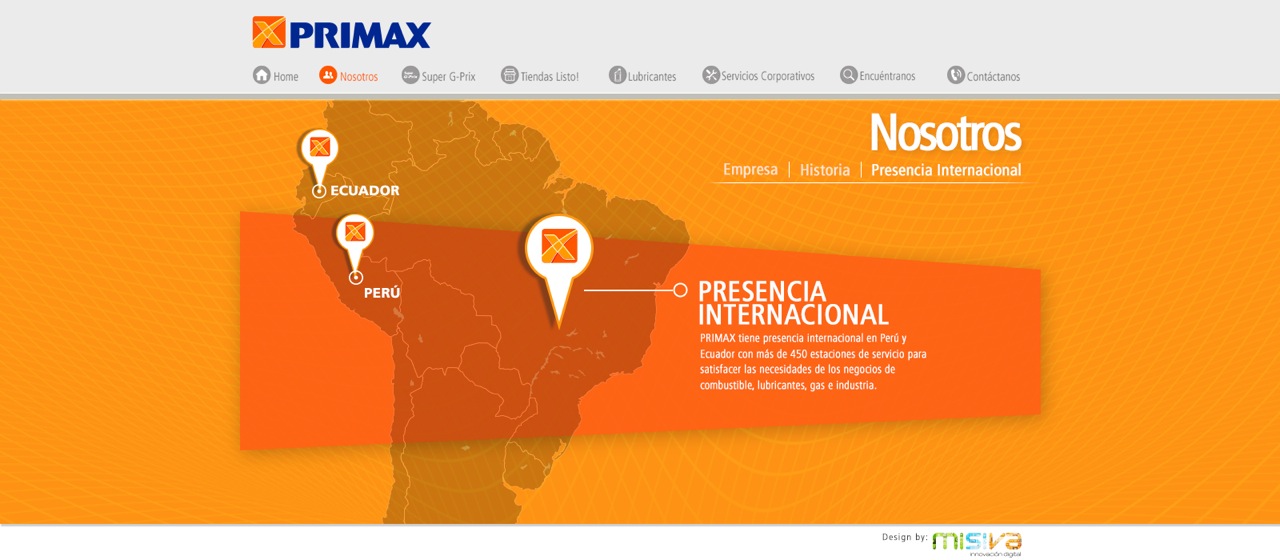 PRIMAX
Home Nosotros Super G-Prix Tiendas Listo! Lubricantes Servicios Corporativos Encuéntranos Contáctanos
Nosotros
Empresa | Historia | Presencia Internacional
ECUADOR
PERÚ
PRESENCIA
INTERNACIONAL
PRIMAX tiene presencia internacional en Perú y
Ecuador con más de 450 estaciones de servicio para
satisfacer las necesidades de los negocios de
combustible, lubricantes, gas e industria.
Design by: misiva
innovación digital